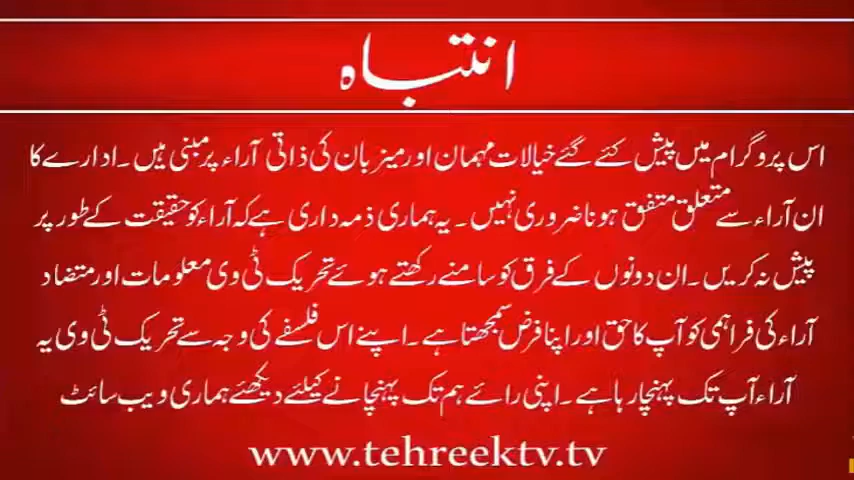 انتباہ
اس پروگرام میں پیش کئے گئے خیالات مہمان اور میزبان کی ذاتی آراء پر مبنی ہیں۔ ادارے کا
ان آراء سے متعلق متفق ہونا ضروری نہیں۔ یہ ہماری ذمہ داری ہے کہ آراء کو حقیقت کے طور پر
پیش نہ کریں۔ ان دونوں کے فرق کو سامنے رکھتے ہوئے تحریک ٹی وی معلومات اور متضاد
آراء کی فراہمی کو آپ کا حق اور اپنا فرض سمجھتا ہے۔ اپنے اس فلسفے کی وجہ سے تحریک ٹی وی یہ
آراء آپ تک پہنچا رہا ہے۔ اپنی رائے ہم تک پہنچانے کیلئے دیکھئے ہماری ویب سائٹ
www.tehreektv.tv